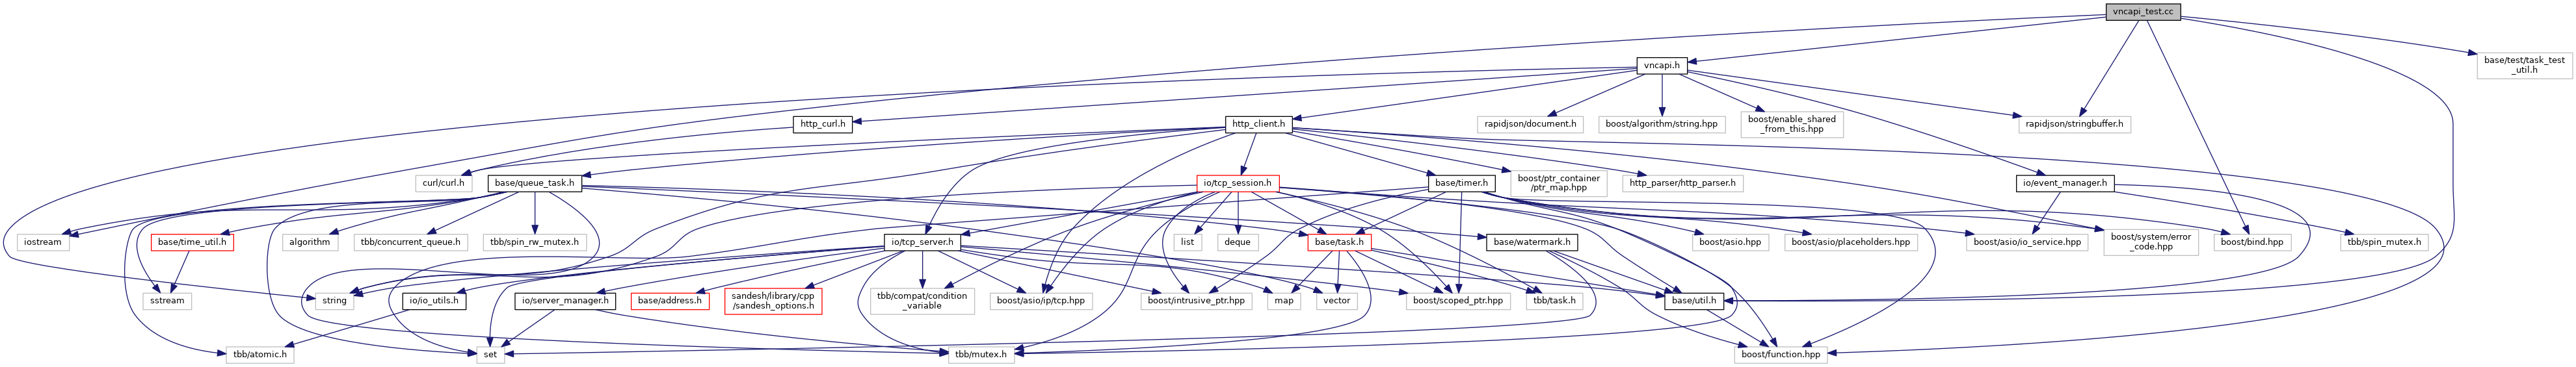 vncapi_test.cc
base/test/task_test
_util.h
vncapi.h
http_curl.h
http_client.h
rapidjson/document.h
boost/algorithm/string.hpp
boost/enable_shared
_from_this.hpp
rapidjson/stringbuffer.h
curl/curl.h
base/queue_task.h
io/tcp_session.h
base/timer.h
boost/ptr_container
/ptr_map.hpp
http_parser/http_parser.h
io/event_manager.h
iostream
base/time_util.h
algorithm
tbb/concurrent_queue.h
tbb/spin_rw_mutex.h
io/tcp_server.h
list
deque
base/task.h
base/watermark.h
boost/asio.hpp
boost/asio/placeholders.hpp
boost/asio/io_service.hpp
boost/system/error
_code.hpp
boost/bind.hpp
tbb/spin_mutex.h
sstream
string
io/io_utils.h
io/server_manager.h
base/address.h
sandesh/library/cpp
/sandesh_options.h
tbb/compat/condition
_variable
boost/asio/ip/tcp.hpp
boost/intrusive_ptr.hpp
map
vector
boost/scoped_ptr.hpp
tbb/task.h
base/util.h
tbb/atomic.h
set
tbb/mutex.h
boost/function.hpp